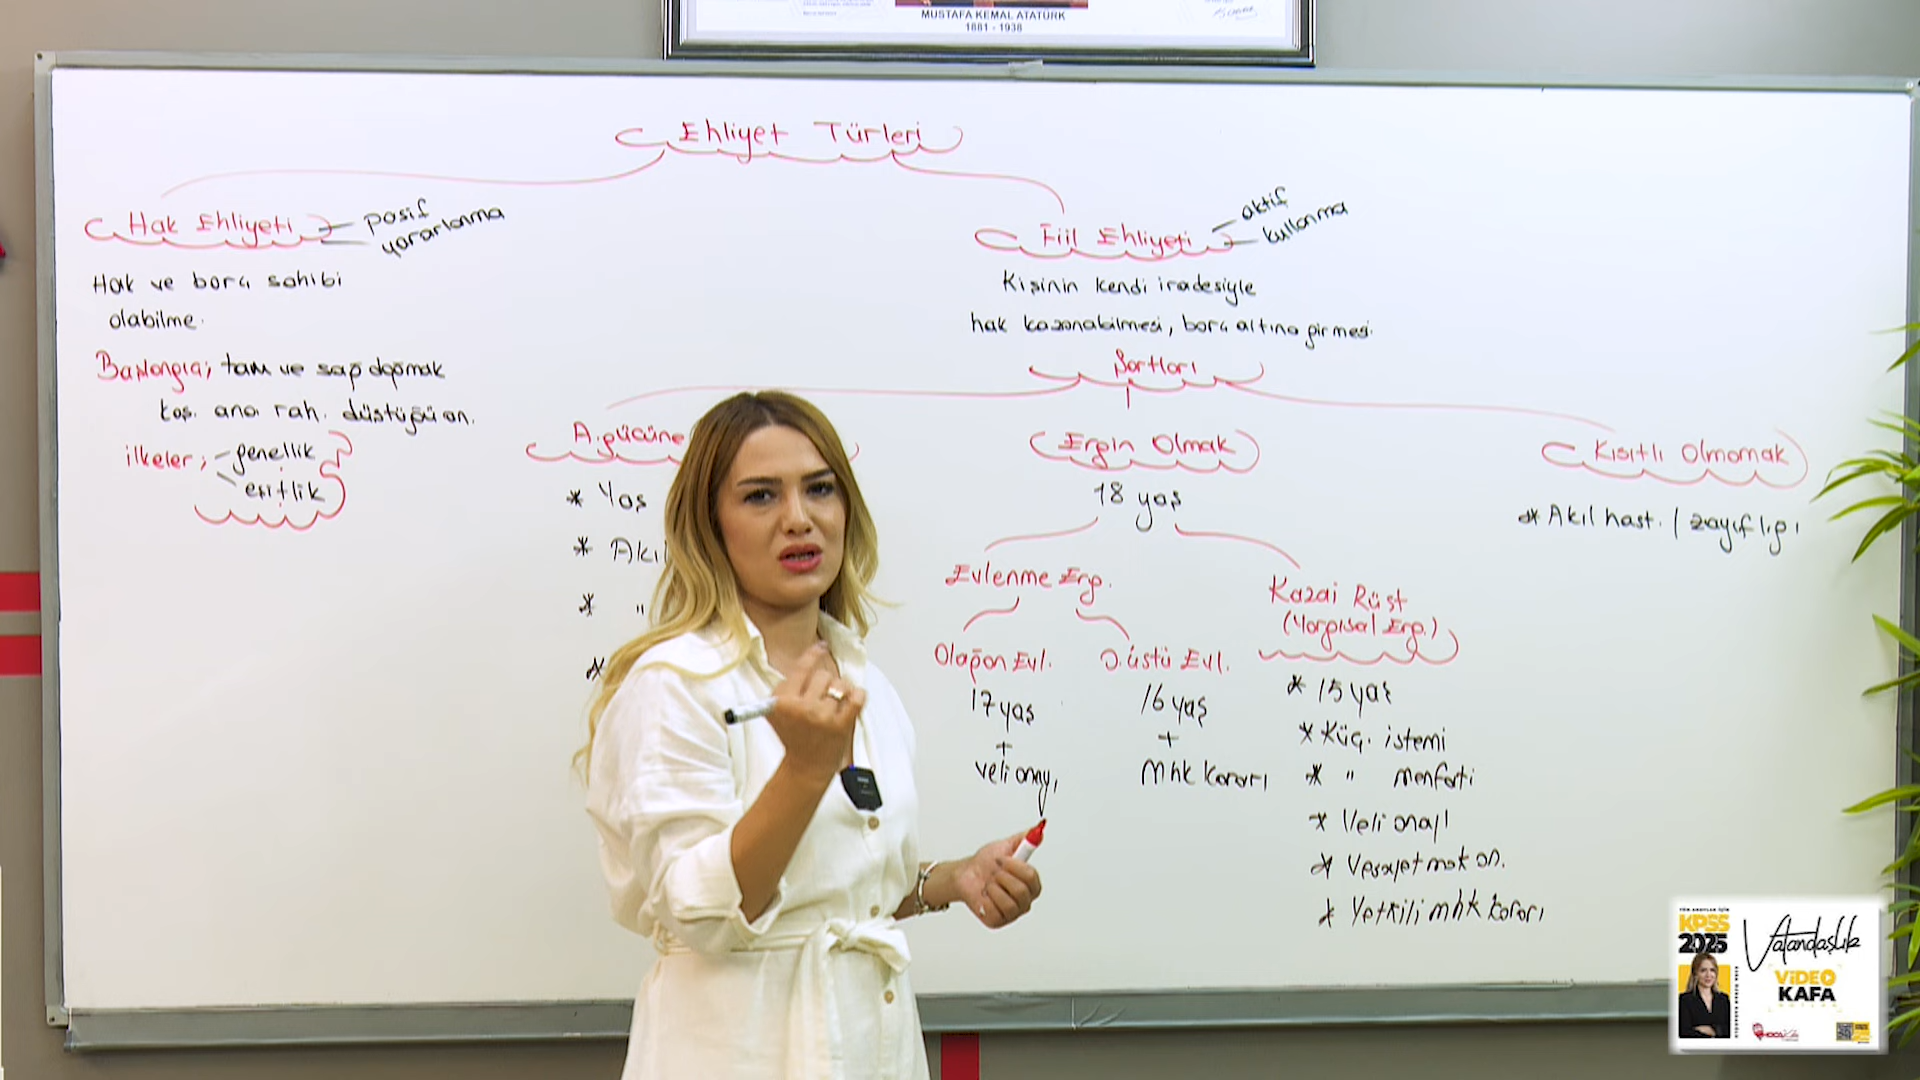 MUSTAFA KEMAL ATATÜRK
1881 - 1938
Ehliyet Türleri
Hak Ehliyeti
pasif
yararlanma
Hak ve borç sahibi
olabilme.
Başlangıç; tam ve sağ doğmak
koş. ana rah. düştüğü an.
ilkeler; genellik
eşitlik
Fiil Ehliyeti
aktif
kullanma
Kişinin kendi iradesiyle
hak kazanabilmesi, borç altına girmesi.
Şartları
A.gücüne
* Yaş
* Akıl
* "
*
Ergin Olmak
18 yaş
Evlenme Erg.
Olağan Evl.
17 yaş
+
veli onayı
O.üstü Evl.
16 yaş
+
Mhk kararı
Kazai Rüşt
(Yargısal Erg.)
* 15 yaş
* Küç. istemi
* " menfaati
* Veli onayı
* Vesayet mak on.
* Yetkili mhk kararı
Kısıtlı Olmamak
* Akıl hast. / zayıflığı
KPSS
2025
Vatandaşlık
VİDEO
KAFA